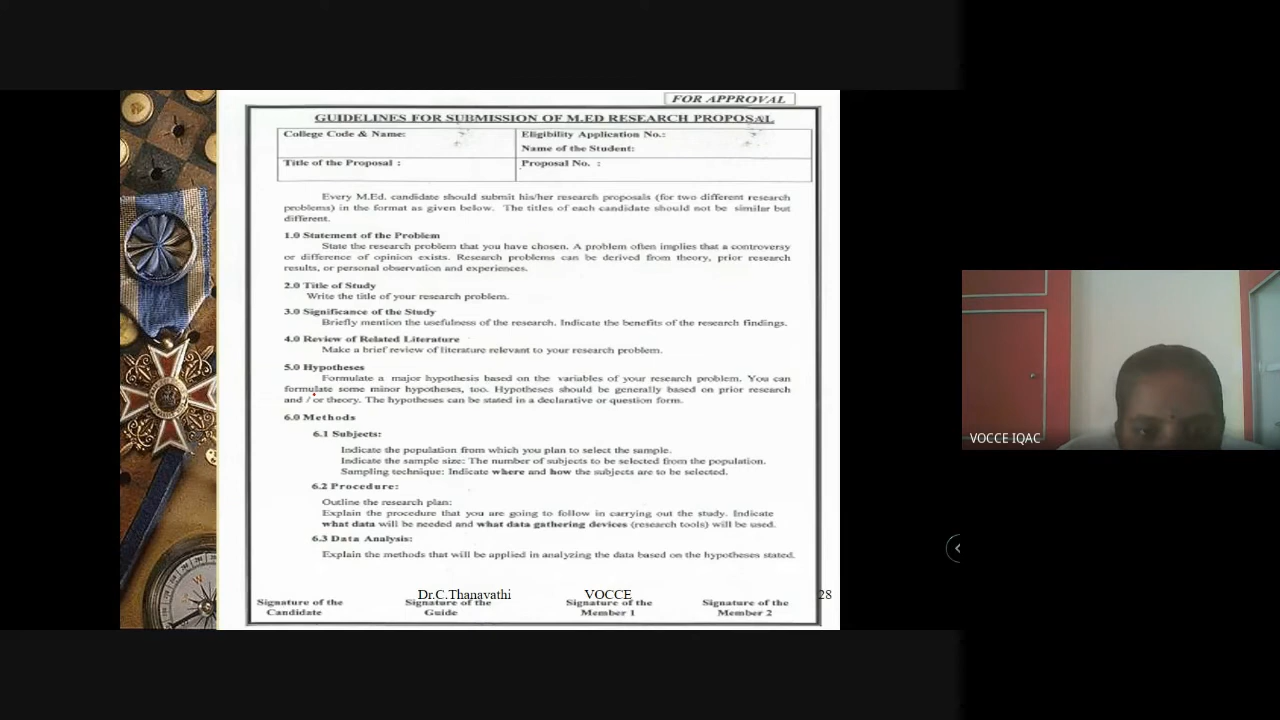 FOR APPROVAL
GUIDELINES FOR SUBMISSION OF M.ED RESEARCH PROPOSAL
College Code & Name:
Eligibility Application No.:
Name of the Student:
Title of the Proposal :
Proposal No. :
Every M.Ed. candidate should submit his/her research proposals (for two different research
problems) in the format as given below. The titles of each candidate should not be similar but
different.
1.0 Statement of the Problem
State the research problem that you have chosen. A problem often implies that a controversy
or difference of opinion exists. Research problems can be derived from theory, prior research
results, or personal observation and experiences.
2.0 Title of Study
Write the title of your research problem.
3.0 Significance of the Study
Briefly mention the usefulness of the research. Indicate the benefits of the research findings.
4.0 Review of Related Literature
Make a brief review of literature relevant to your research problem.
5.0 Hypotheses
Formulate a major hypothesis based on the variables of your research problem. You can
formulate some minor hypotheses, too. Hypotheses should be generally based on prior research
and / or theory. The hypotheses can be stated in a declarative or question form.
6.0 Methods
6.1 Subjects:
Indicate the population from which you plan to select the sample.
Indicate the sample size: The number of subjects to be selected from the population.
Sampling technique: Indicate where and how the subjects are to be selected.
6.2 Procedure:
Outline the research plan:
Explain the procedure that you are going to follow in carrying out the study. Indicate
what data will be needed and what data gathering devices (research tools) will be used.
6.3 Data Analysis:
Explain the methods that will be applied in analyzing the data based on the hypotheses stated.
Dr.C.Thanavathi VOCCE 28
Signature of the Candidate
Signature of the Guide
Signature of the Member 1
Signature of the Member 2
VOCCE IQAC